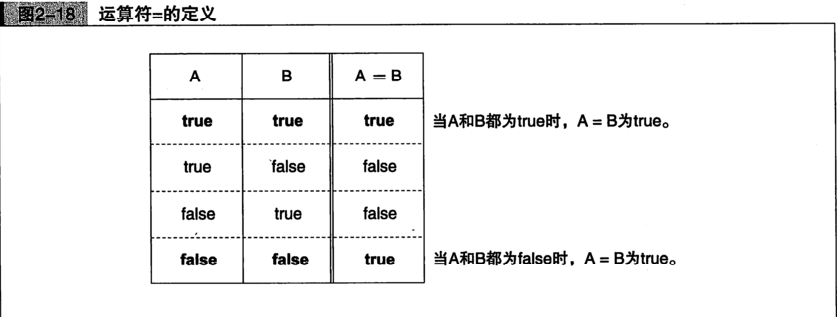 图2-18 运算符=的定义
A B A = B
true true true 当A和B都为true时，A = B为true。
true false false
false true false
false false true 当A和B都为false时，A = B为true。